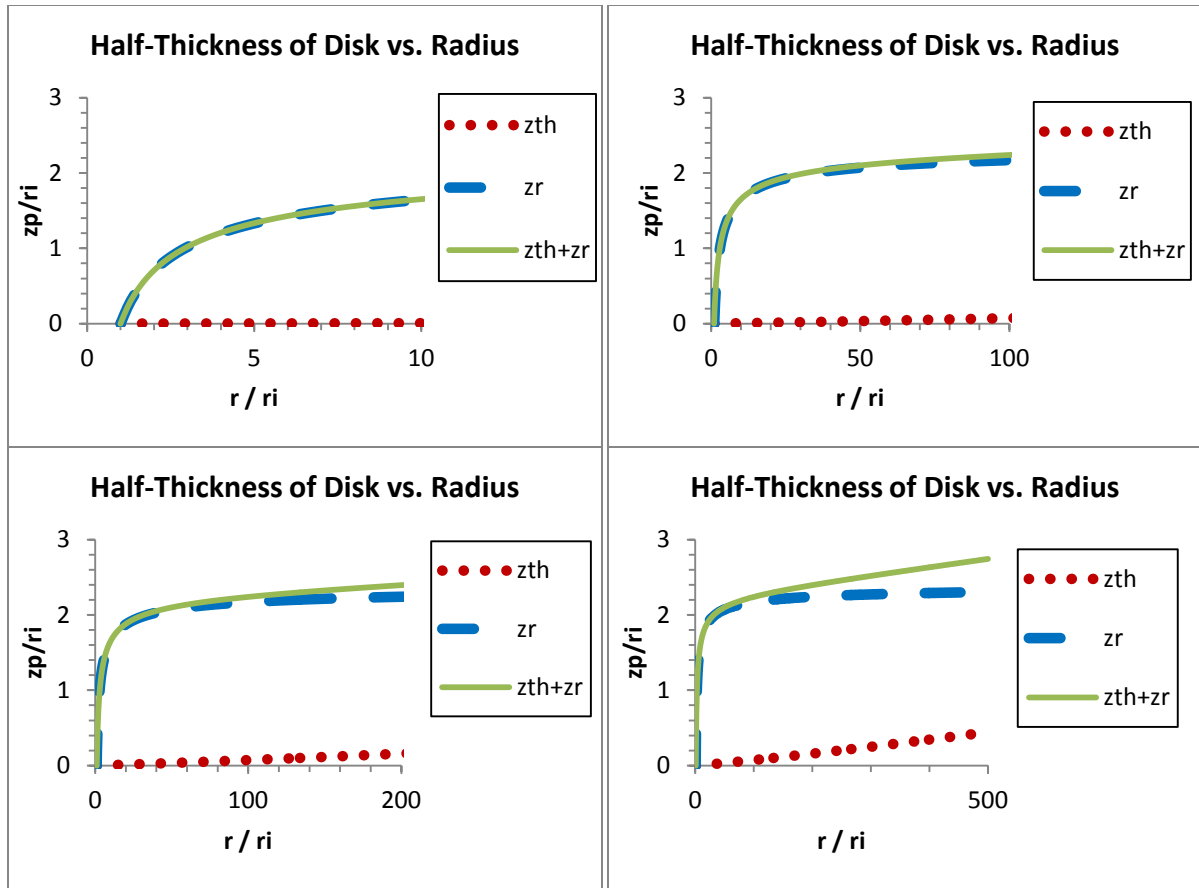 Half-Thickness of Disk vs. Radius
3
2
1
0
zp/ri
0
5
10
r / ri
zth
zr
zth+zr
Half-Thickness of Disk vs. Radius
3
2
1
0
zp/ri
0
50
100
r / ri
zth
zr
zth+zr
Half-Thickness of Disk vs. Radius
3
2
1
0
zp/ri
0
100
200
r / ri
zth
zr
zth+zr
Half-Thickness of Disk vs. Radius
3
2
1
0
zp/ri
0
500
r / ri
zth
zr
zth+zr